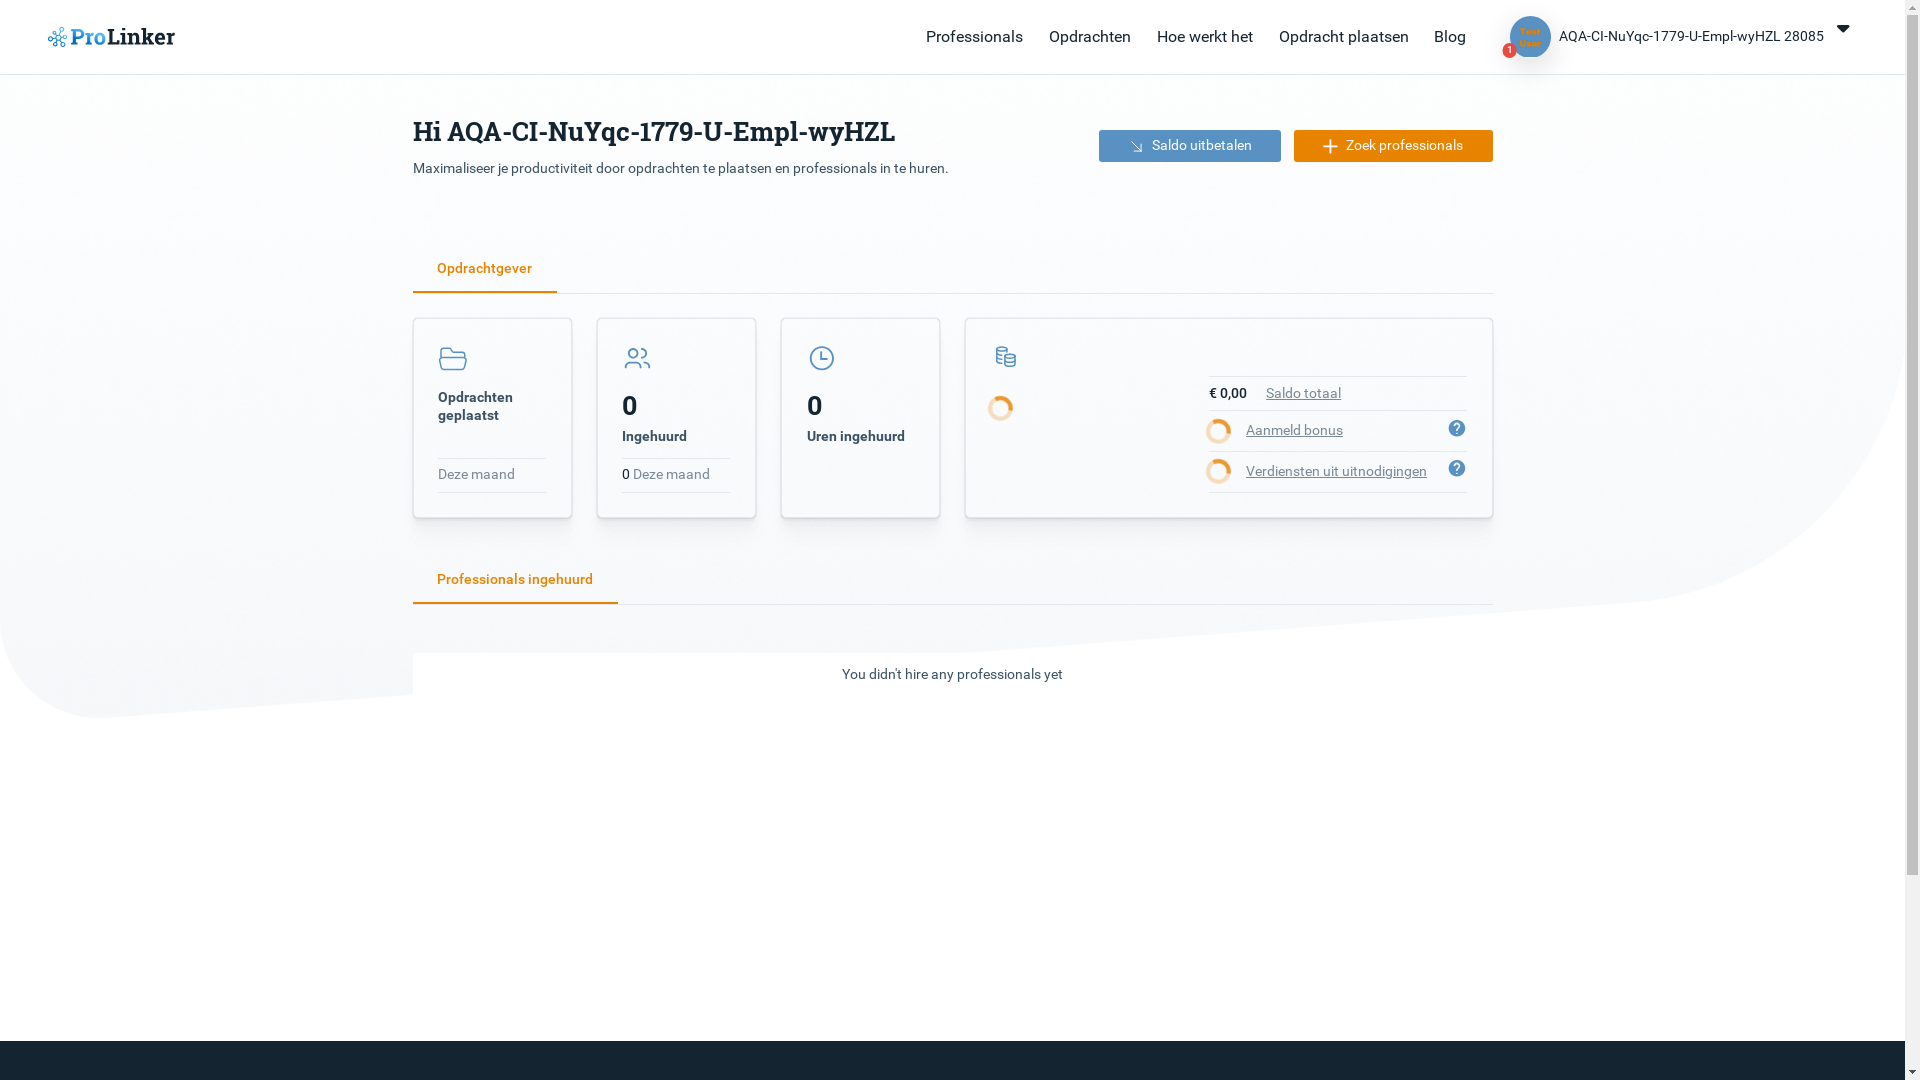 ProLinker
Professionals
Opdrachten
Hoe werkt het
Opdracht plaatsen
Blog
Test
User
1
AQA-CI-NuYqc-1779-U-Empl-wyHZL 28085
Hi AQA-CI-NuYqc-1779-U-Empl-wyHZL
Maximaliseer je productiviteit door opdrachten te plaatsen en professionals in te huren.
Saldo uitbetalen
Zoek professionals
Opdrachtgever
Opdrachten
geplaatst
Deze maand
0
Ingehuurd
0 Deze maand
0
Uren ingehuurd
€ 0,00 Saldo totaal
Aanmeld bonus
?
Verdiensten uit uitnodigingen
?
Professionals ingehuurd
You didn't hire any professionals yet